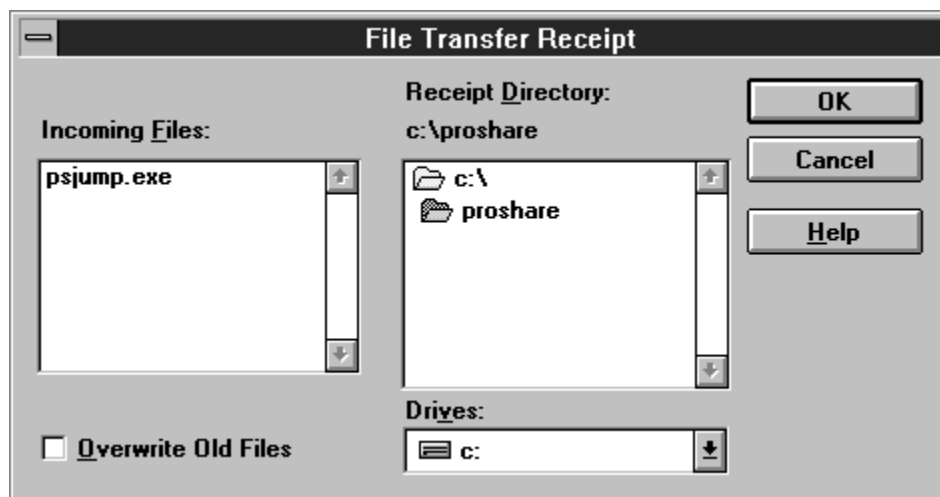 File Transfer Receipt
Incoming Files:
psjump.exe
Overwrite Old Files
Receipt Directory:
c:\proshare
c:\
proshare
Drives:
c:
OK
Cancel
Help